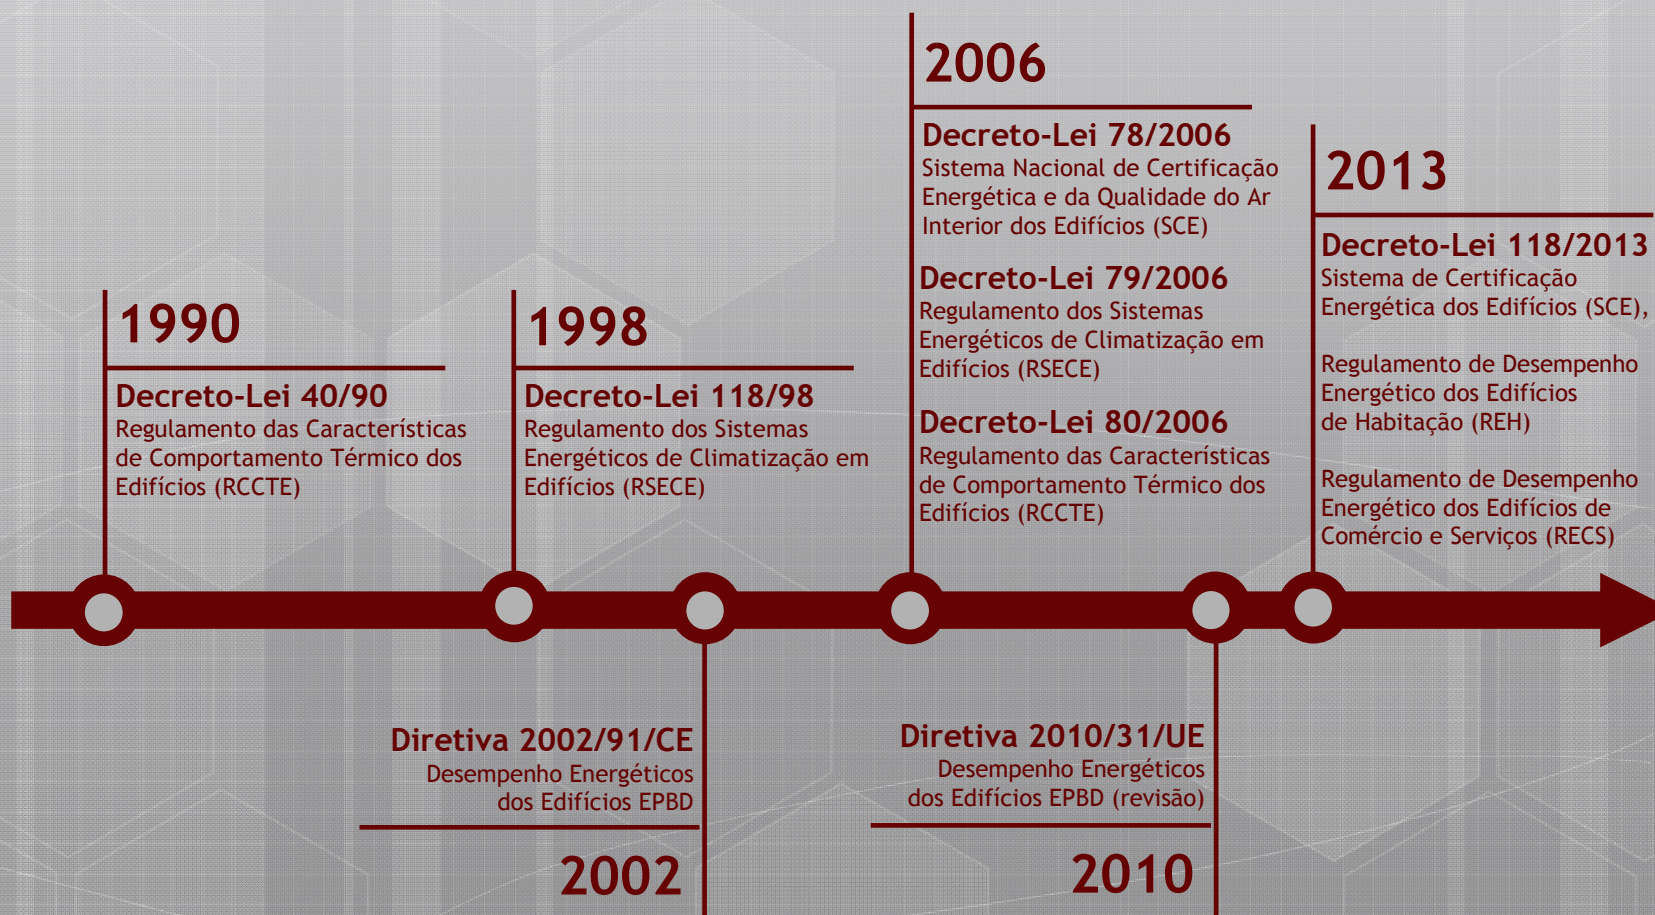 1990
Decreto-Lei 40/90
Regulamento das Características
de Comportamento Térmico dos
Edifícios (RCCTE)
1998
Decreto-Lei 118/98
Regulamento dos Sistemas
Energéticos de Climatização em
Edifícios (RSECE)
2006
Decreto-Lei 78/2006
Sistema Nacional de Certificação
Energética e da Qualidade do Ar
Interior dos Edifícios (SCE)
Decreto-Lei 79/2006
Regulamento dos Sistemas
Energéticos de Climatização em
Edifícios (RSECE)
Decreto-Lei 80/2006
Regulamento das Características
de Comportamento Térmico dos
Edifícios (RCCTE)
2013
Decreto-Lei 118/2013
Sistema de Certificação
Energética dos Edifícios (SCE),
Regulamento de Desempenho
Energético dos Edifícios
de Habitação (REH)
Regulamento de Desempenho
Energético dos Edifícios de
Comércio e Serviços (RECS)
Diretiva 2002/91/CE
Desempenho Energéticos
dos Edifícios EPBD
2002
Diretiva 2010/31/UE
Desempenho Energéticos
dos Edifícios EPBD (revisão)
2010